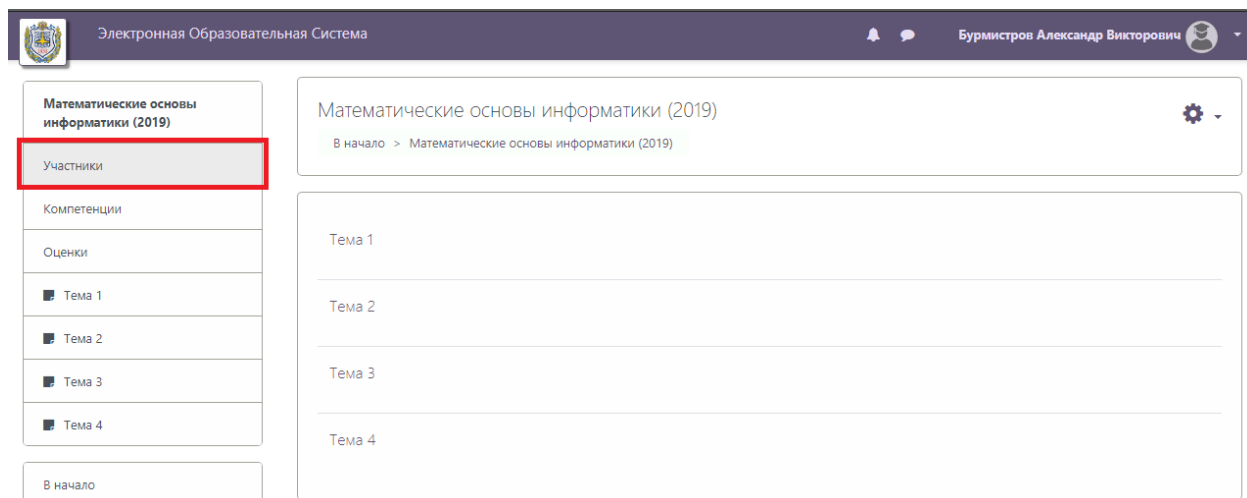 Электронная Образовательная Система
Бурмистров Александр Викторович
Математические основы
информатики (2019)
Участники
Компетенции
Оценки
Тема 1
Тема 2
Тема 3
Тема 4
В начало
Математические основы информатики (2019)
В начало > Математические основы информатики (2019)
Тема 1
Тема 2
Тема 3
Тема 4